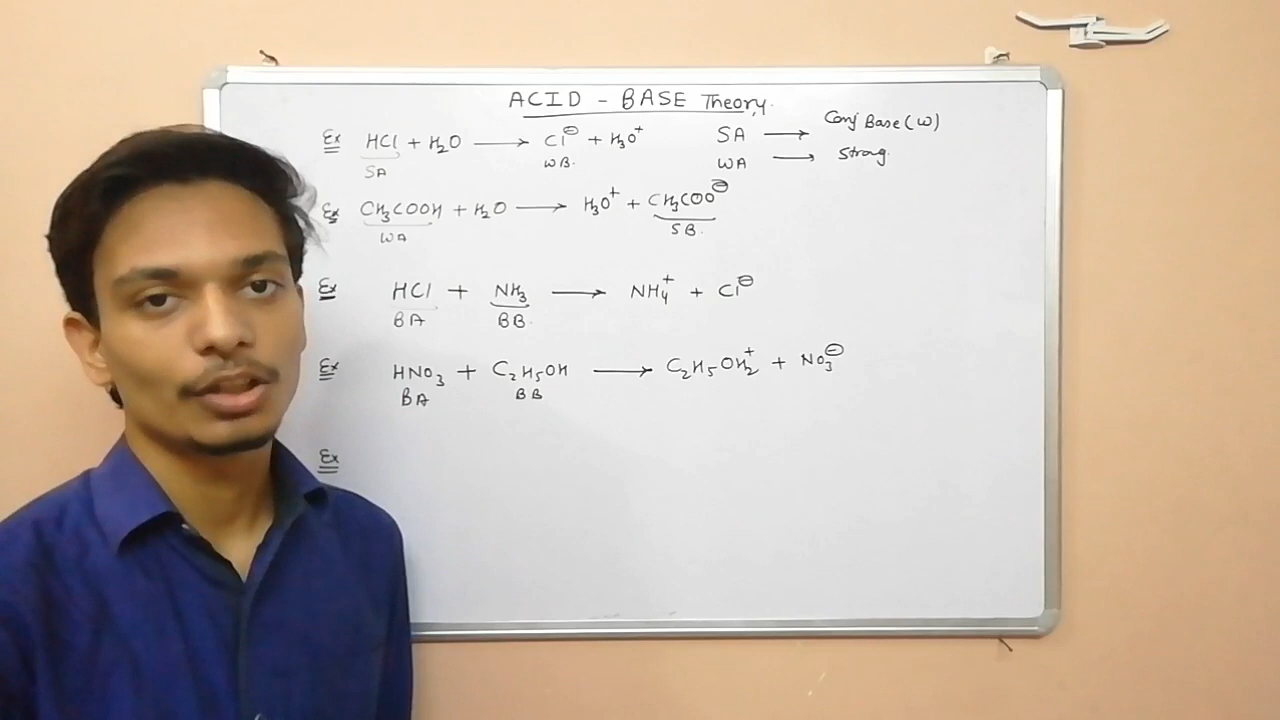 ACID - BASE Theory.
Ex HCl + H₂O ⟶ Cl⊖ + H₃O⁺ SA ⟶ Conj Base (W)
SA WB. WA ⟶ Strong.
Ex CH₃COOH + H₂O ⟶ H₃O⁺ + CH₃COO⊖
WA SB.
Ex HCl + NH₃ ⟶ NH₄⁺ + Cl⊖
BA BB.
Ex HNO₃ + C₂H₅OH ⟶ C₂H₅OH₂⁺ + NO₃⊖
BA BB
Ex